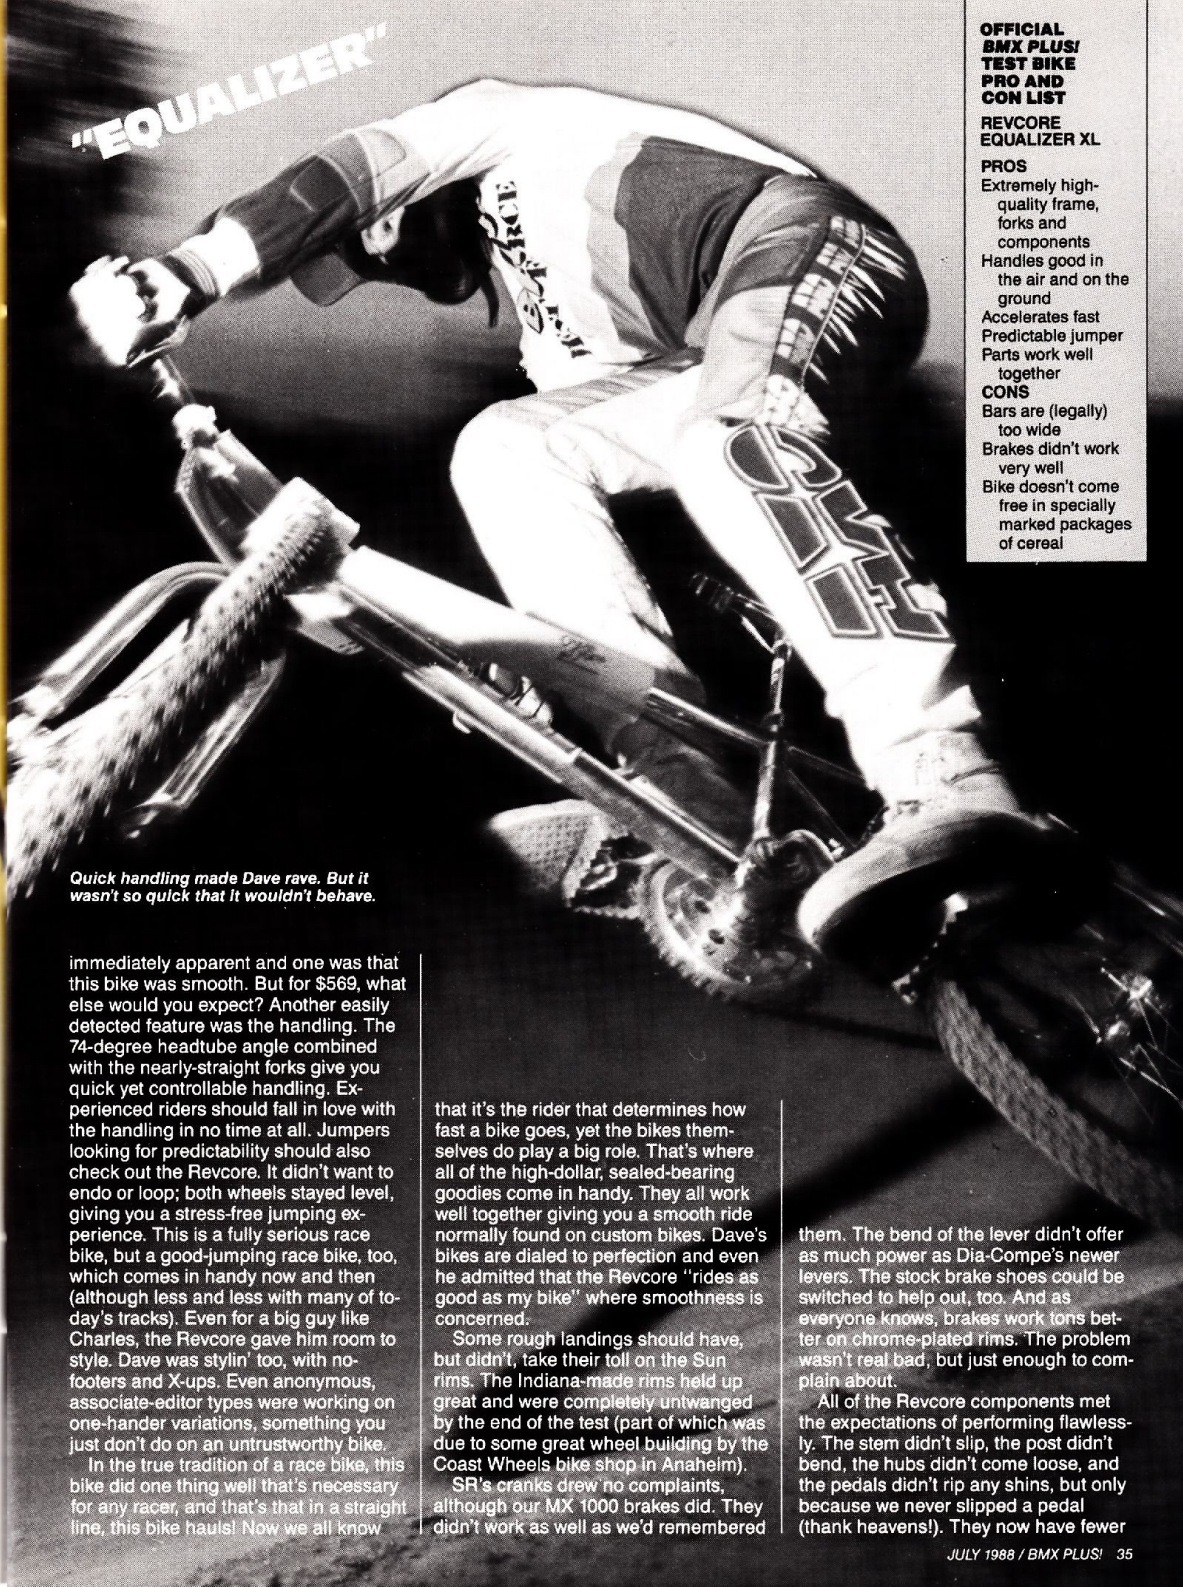 "EQUALIZER"
OFFICIAL
BMX PLUS!
TEST BIKE
PRO AND
CON LIST
REVCORE
EQUALIZER XL
PROS
Extremely high-
quality frame,
forks and
components
Handles good in
the air and on the
ground
Accelerates fast
Predictable jumper
Parts work well
together
CONS
Bars are (legally)
too wide
Brakes didn't work
very well
Bike doesn't come
free in specially
marked packages
of cereal
Quick handling made Dave rave. But it
wasn't so quick that it wouldn't behave.
immediately apparent and one was that
this bike was smooth. But for $569, what
else would you expect? Another easily
detected feature was the handling. The
74-degree headtube angle combined
with the nearly-straight forks give you
quick yet controllable handling. Ex-
perienced riders should fall in love with
the handling in no time at all. Jumpers
looking for predictability should also
check out the Revcore. It didn't want to
endo or loop; both wheels stayed level,
giving you a stress-free jumping ex-
perience. This is a fully serious race
bike, but a good-jumping race bike, too,
which comes in handy now and then
(although less and less with many of to-
day's tracks). Even for a big guy like
Charles, the Revcore gave him room to
style. Dave was stylin' too, with no-
footers and X-ups. Even anonymous,
associate-editor types were working on
one-hander variations, something you
just don't do on an untrustworthy bike.
In the true tradition of a race bike, this
bike did one thing well that's necessary
for any racer, and that's that in a straight
line, this bike hauls! Now we all know
that it's the rider that determines how
fast a bike goes, yet the bikes them-
selves do play a big role. That's where
all of the high-dollar, sealed-bearing
goodies come in handy. They all work
well together giving you a smooth ride
normally found on custom bikes. Dave's
bikes are dialed to perfection and even
he admitted that the Revcore "rides as
good as my bike" where smoothness is
concerned.
Some rough landings should have,
but didn't, take their toll on the Sun
rims. The Indiana-made rims held up
great and were completely untwanged
by the end of the test (part of which was
due to some great wheel building by the
Coast Wheels bike shop in Anaheim).
SR's cranks drew no complaints,
although our MX 1000 brakes did. They
didn't work as well as we'd remembered
them. The bend of the lever didn't offer
as much power as Dia-Compe's newer
levers. The stock brake shoes could be
switched to help out, too. And as
everyone knows, brakes work tons bet-
ter on chrome-plated rims. The problem
wasn't real bad, but just enough to com-
plain about.
All of the Revcore components met
the expectations of performing flawless-
ly. The stem didn't slip, the post didn't
bend, the hubs didn't come loose, and
the pedals didn't rip any shins, but only
because we never slipped a pedal
(thank heavens!). They now have fewer
JULY 1988 / BMX PLUS! 35